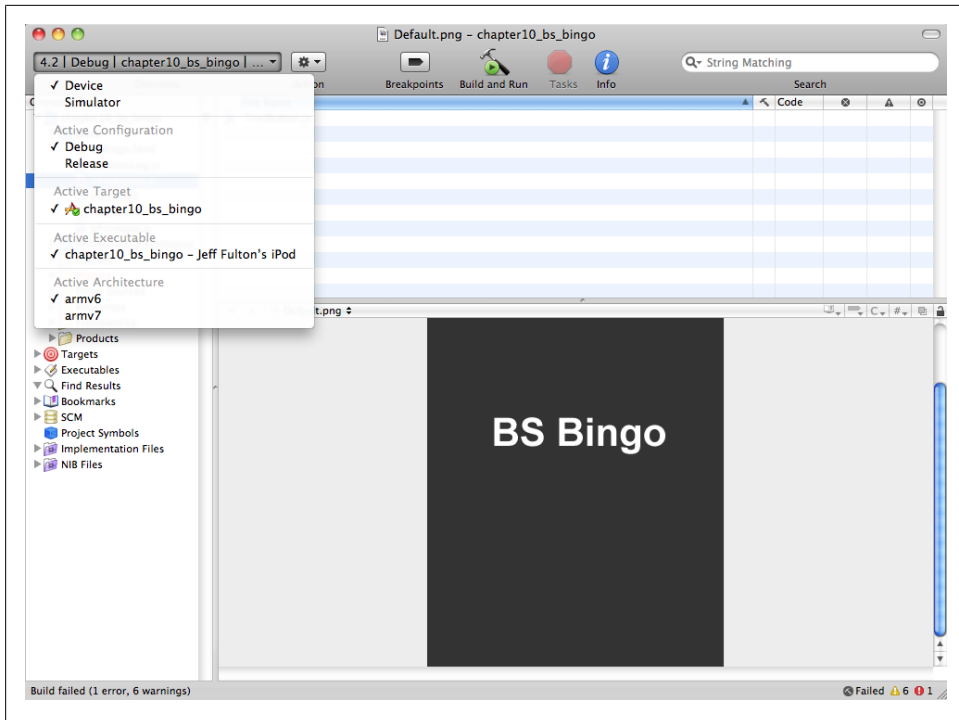 Default.png – chapter10_bs_bingo
4.2 | Debug | chapter10_bs_bingo | ...
String Matching
Breakpoints
Build and Run
Tasks
Info
Search
Device
Simulator
Active Configuration
Debug
Release
Active Target
chapter10_bs_bingo
Active Executable
chapter10_bs_bingo – Jeff Fulton's iPod
Active Architecture
armv6
armv7
Code
Products
Targets
Executables
Find Results
Bookmarks
SCM
Project Symbols
Implementation Files
NIB Files
C
#
BS Bingo
Build failed (1 error, 6 warnings)
Failed 6 1